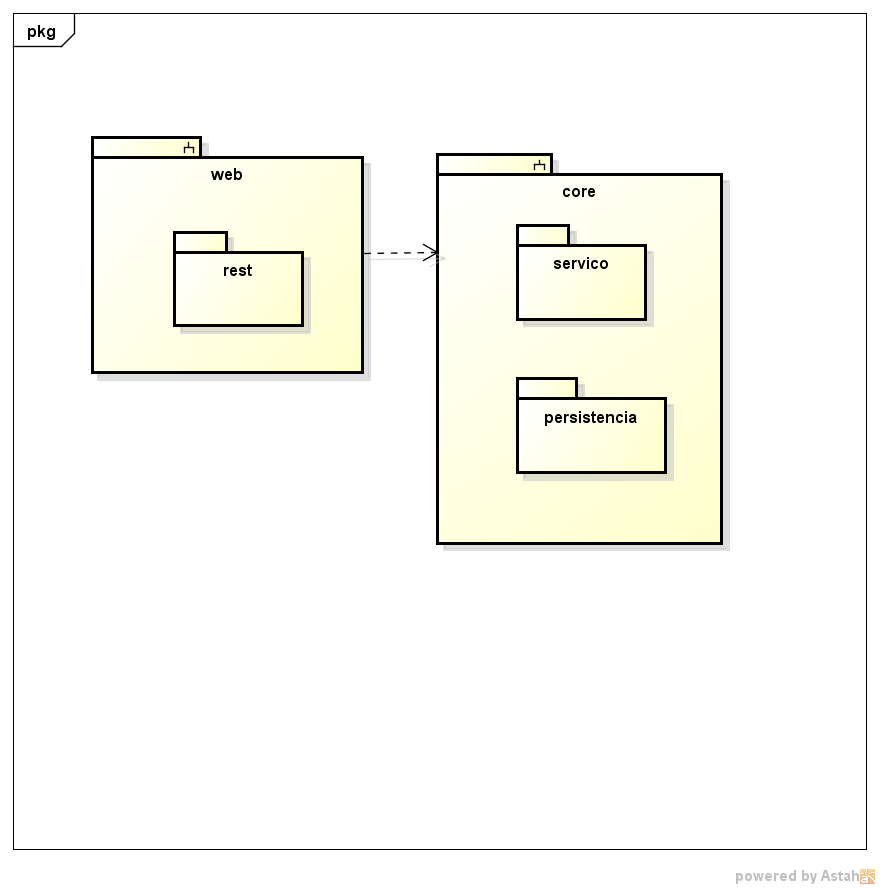 pkg
web
core
rest
servico
persistencia
powered by Astah